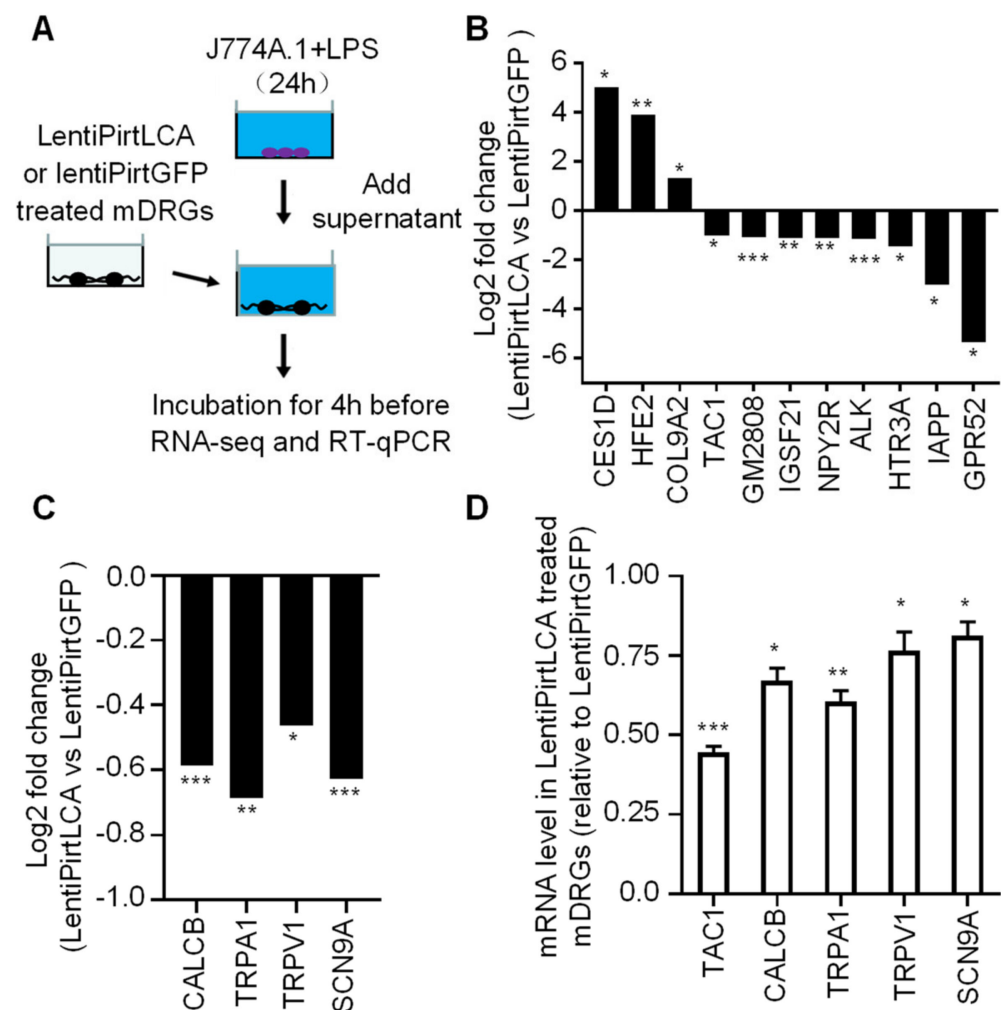 A
J774A.1+LPS
（24h）
LentiPirtLCA
or lentiPirtGFP
treated mDRGs
Add
supernatant
Incubation for 4h before
RNA-seq and RT-qPCR
B
Log2 fold change
(LentiPirtLCA vs LentiPirtGFP)
6
4
2
0
-2
-4
-6
*
**
*
*
***
**
**
***
*
*
*
CES1D
HFE2
COL9A2
TAC1
GM2808
IGSF21
NPY2R
ALK
HTR3A
IAPP
GPR52
C
Log2 fold change
(LentiPirtLCA vs LentiPirtGFP )
0.0
-0.2
-0.4
-0.6
-0.8
-1.0
***
**
*
***
CALCB
TRPA1
TRPV1
SCN9A
D
mRNA level in LentiPirtLCA treated
mDRGs (relative to LentiPirtGFP)
1.00
0.75
0.50
0.25
0.0
***
*
**
*
*
TAC1
CALCB
TRPA1
TRPV1
SCN9A